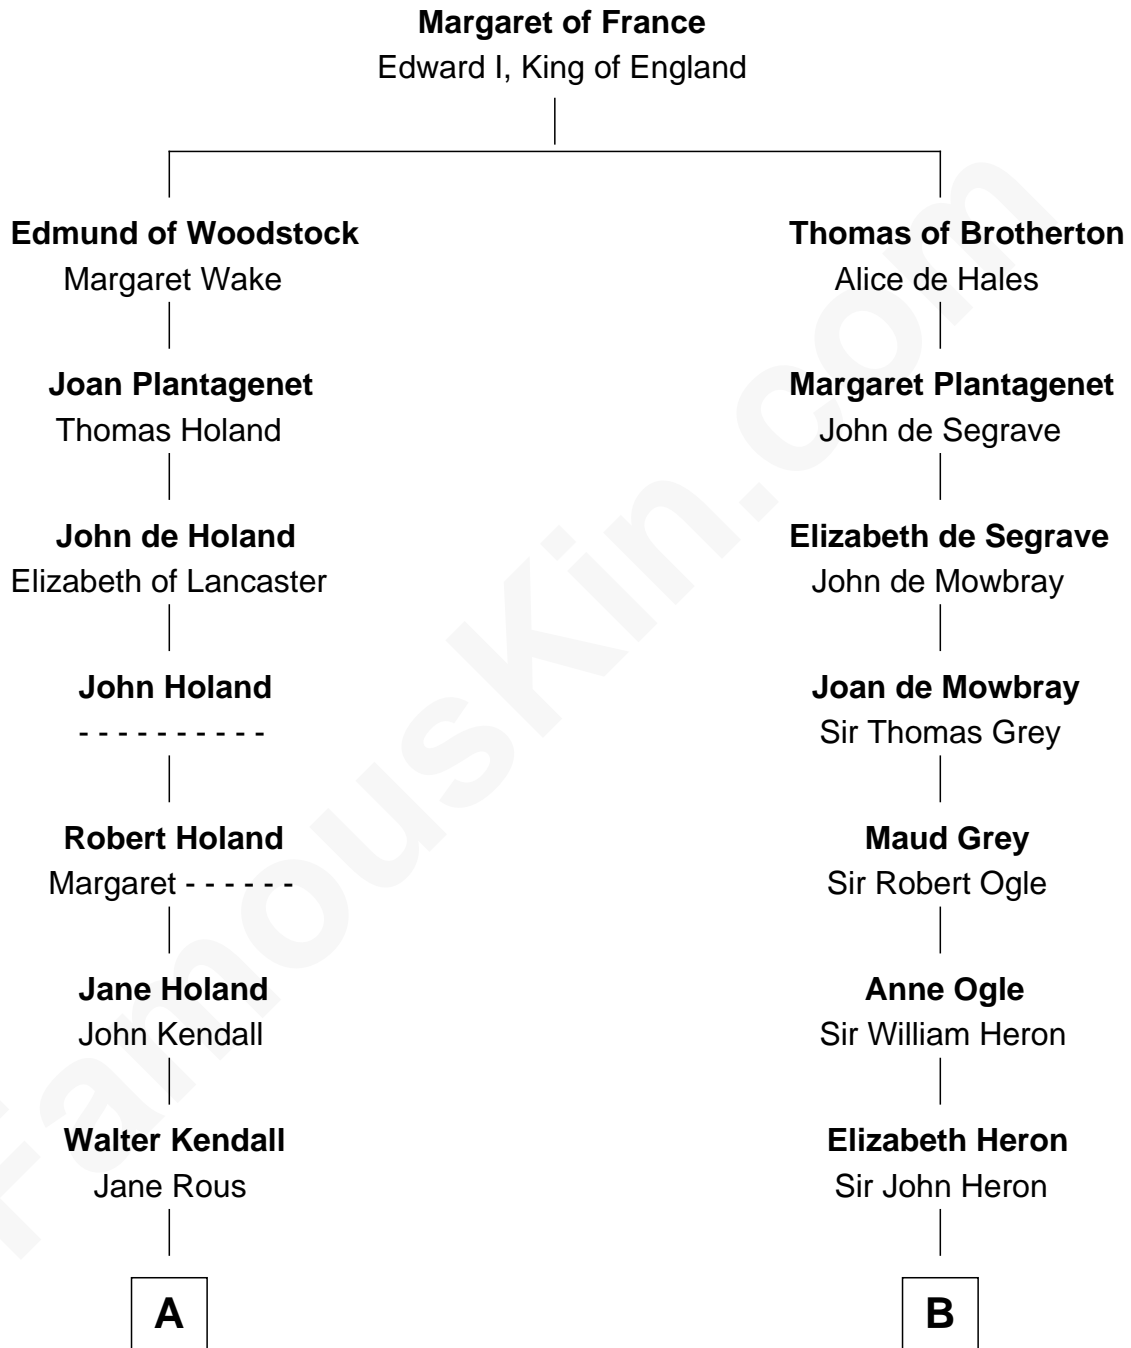 Margaret of France
Edward I, King of England
Edmund of Woodstock
Margaret Wake
Thomas of Brotherton
Alice de Hales
Joan Plantagenet
Thomas Holand
Margaret Plantagenet
John de Segrave
John de Holand
Elizabeth of Lancaster
Elizabeth de Segrave
John de Mowbray
John Holand
- - - - - - - - - -
Joan de Mowbray
Sir Thomas Grey
Robert Holand
Margaret - - - - - -
Maud Grey
Sir Robert Ogle
Jane Holand
John Kendall
Anne Ogle
Sir William Heron
Walter Kendall
Jane Rous
Elizabeth Heron
Sir John Heron
A
B
FamousKin.com